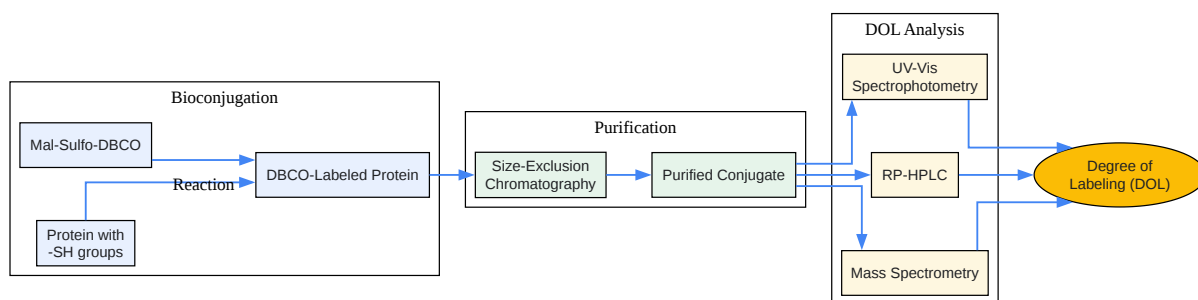 Bioconjugation
Mal-Sulfo-DBCO
Reaction
Protein with
-SH groups
DBCO-Labeled Protein
Purification
Size-Exclusion
Chromatography
Purified Conjugate
DOL Analysis
UV-Vis
Spectrophotometry
RP-HPLC
Mass Spectrometry
Degree of
Labeling (DOL)